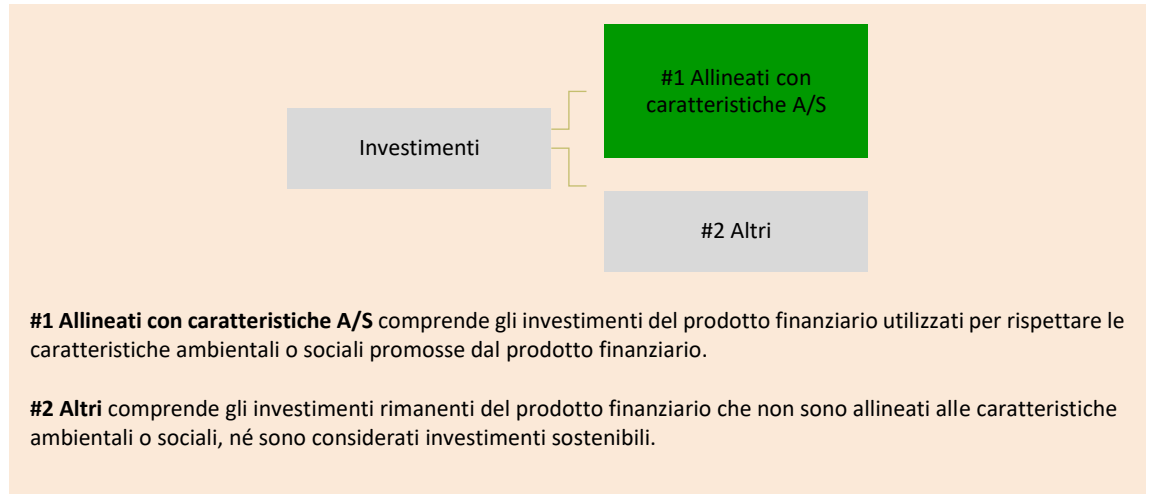 #1 Allineati con
caratteristiche A/S
Investimenti
#2 Altri
#1 Allineati con caratteristiche A/S comprende gli investimenti del prodotto finanziario utilizzati per rispettare le
caratteristiche ambientali o sociali promosse dal prodotto finanziario.
#2 Altri comprende gli investimenti rimanenti del prodotto finanziario che non sono allineati alle caratteristiche
ambientali o sociali, né sono considerati investimenti sostenibili.